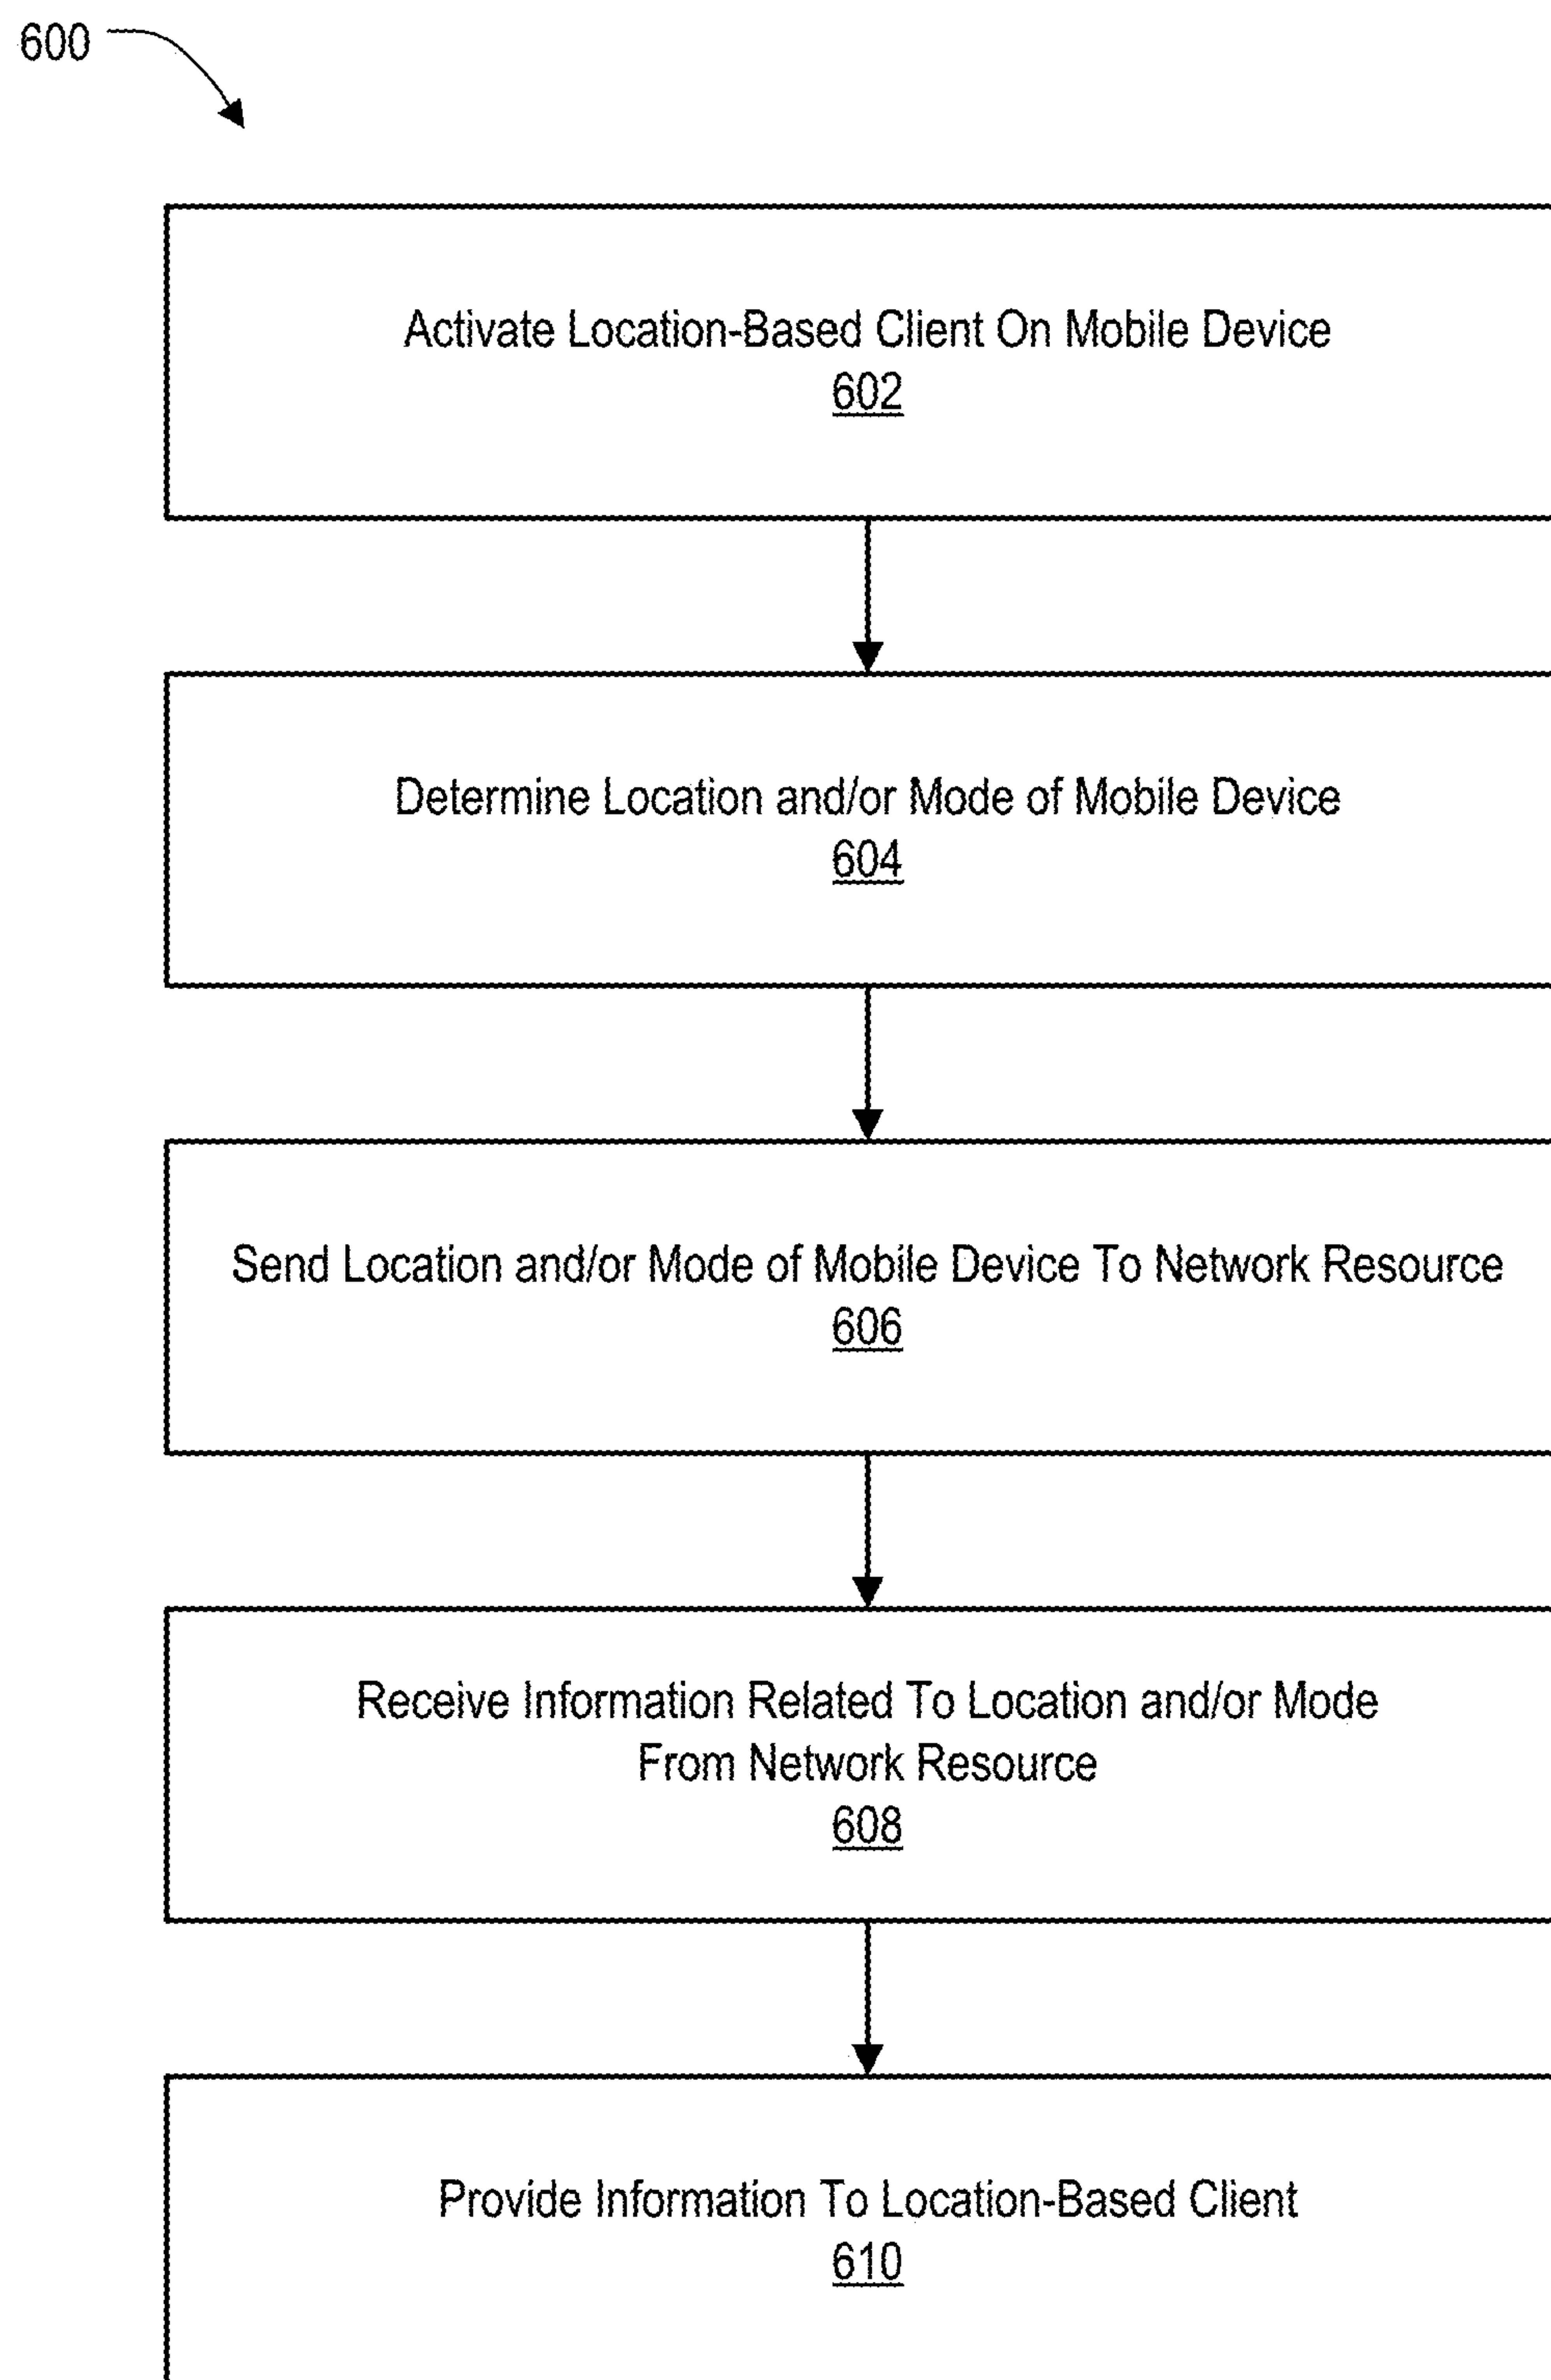 600
Activate Location-Based Client On Mobile Device
602
Determine Location and/or Mode of Mobile Device
604
Send Location and/or Mode of Mobile Device To Network Resource
606
Receive Information Related To Location and/or Mode
From Network Resource
608
Provide Information To Location-Based Client
610